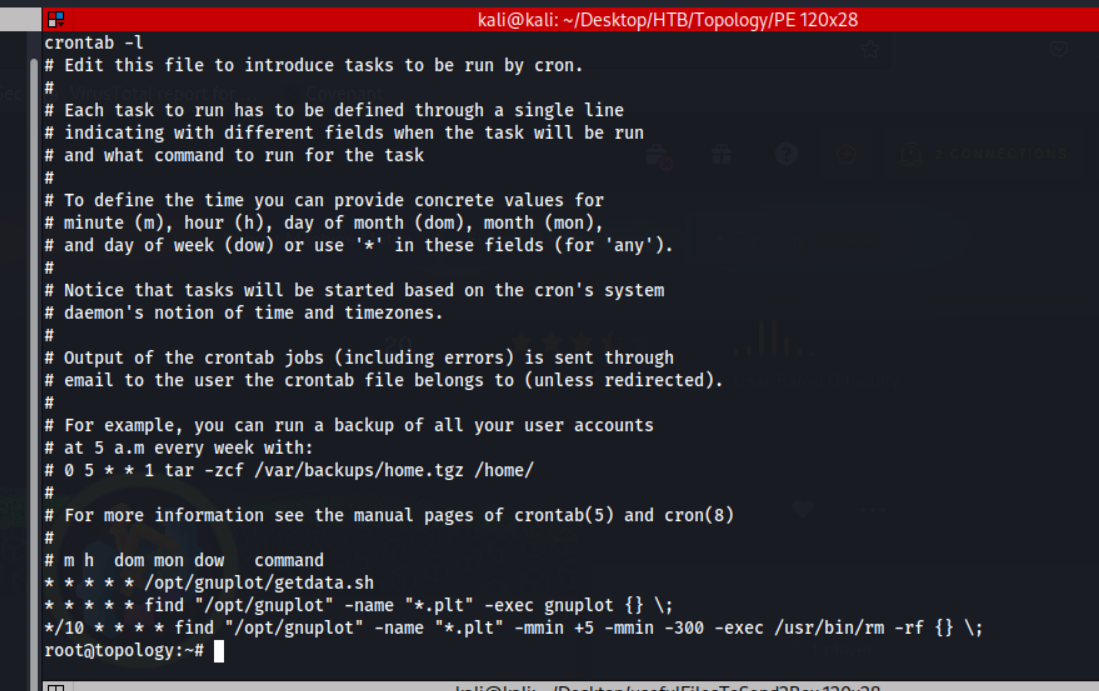 kali@kali: ~/Desktop/HTB/Topology/PE 120x28
crontab -l
# Edit this file to introduce tasks to be run by cron.
#
# Each task to run has to be defined through a single line
# indicating with different fields when the task will be run
# and what command to run for the task
#
# To define the time you can provide concrete values for
# minute (m), hour (h), day of month (dom), month (mon),
# and day of week (dow) or use '*' in these fields (for 'any').
#
# Notice that tasks will be started based on the cron's system
# daemon's notion of time and timezones.
#
# Output of the crontab jobs (including errors) is sent through
# email to the user the crontab file belongs to (unless redirected).
#
# For example, you can run a backup of all your user accounts
# at 5 a.m every week with:
# 0 5 * * 1 tar -zcf /var/backups/home.tgz /home/
#
# For more information see the manual pages of crontab(5) and cron(8)
#
# m h  dom mon dow   command
* * * * * /opt/gnuplot/getdata.sh
* * * * * find "/opt/gnuplot" -name "*.plt" -exec gnuplot {} \;
*/10 * * * * find "/opt/gnuplot" -name "*.plt" -mmin +5 -mmin -300 -exec /usr/bin/rm -rf {} \;
root@topology:~#
kali@kali: ~/Desktop/usefulFilesToSend2Box 120x28